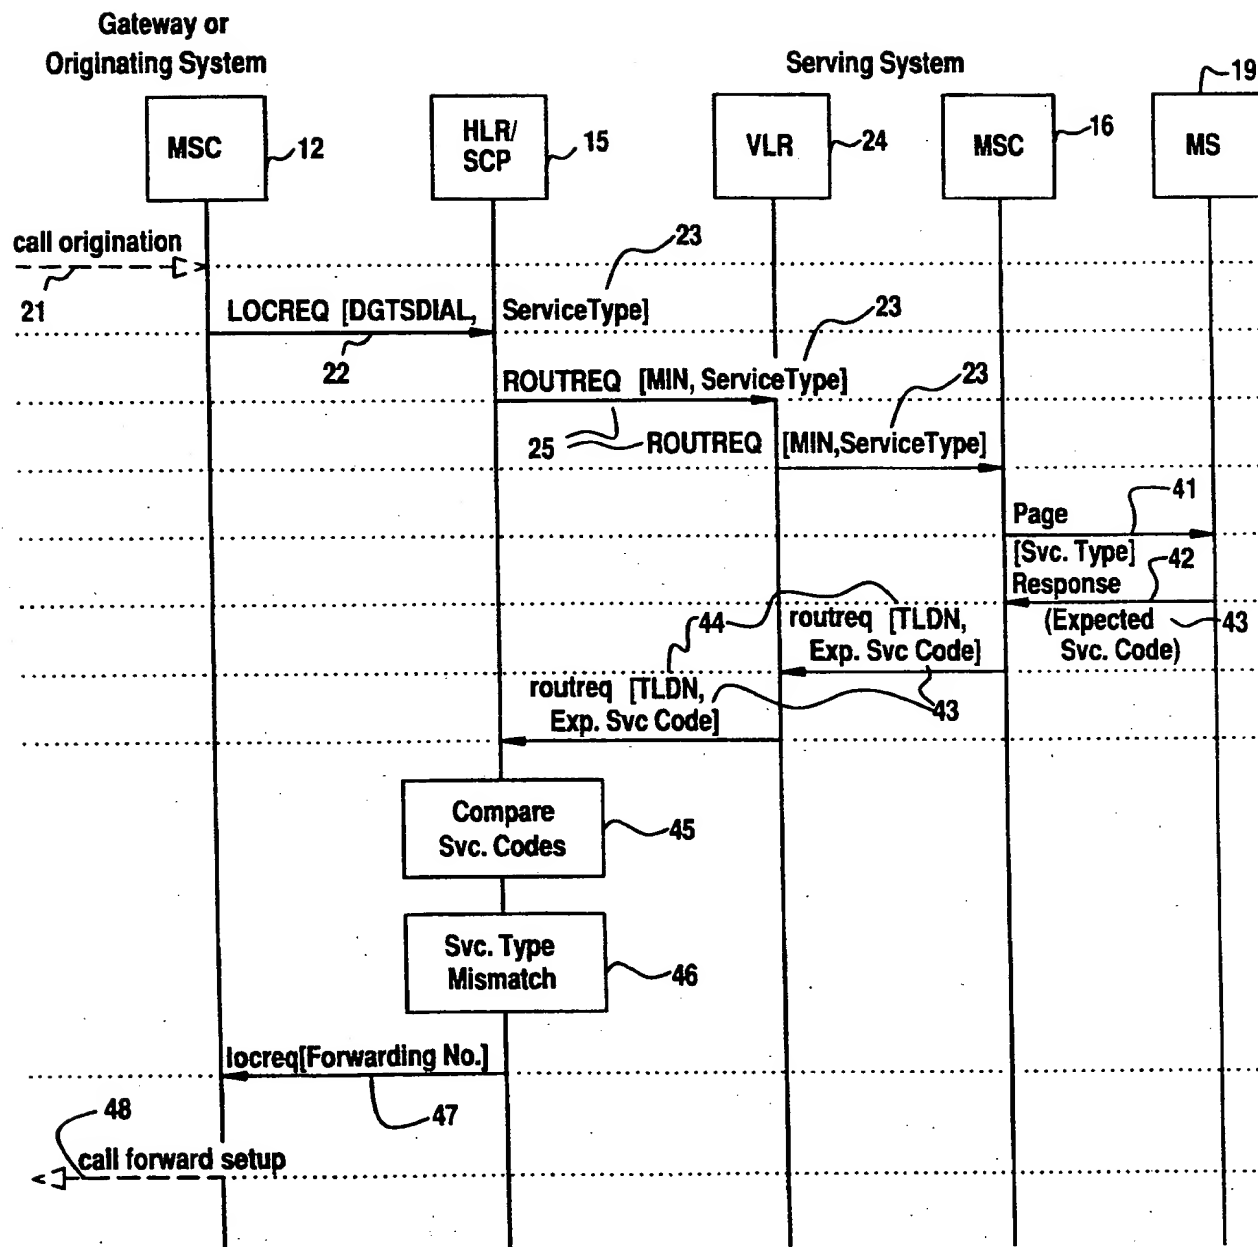 Gateway or
Originating System
Serving System
19
MSC
12
HLR/
SCP
15
VLR
24
MSC
16
MS
call origination
23
21
LOCREQ [DGTSDIAL, ServiceType]
23
22
ROUTREQ [MIN, ServiceType]
23
25
ROUTREQ [MIN,ServiceType]
41
Page
[Svc. Type]
42
Response
44
routreq [TLDN,
Exp. Svc Code]
(Expected
Svc. Code)
43
routreq [TLDN,
Exp. Svc Code]
43
Compare
Svc. Codes
45
Svc. Type
Mismatch
46
locreq[Forwarding No.]
47
48
call forward setup